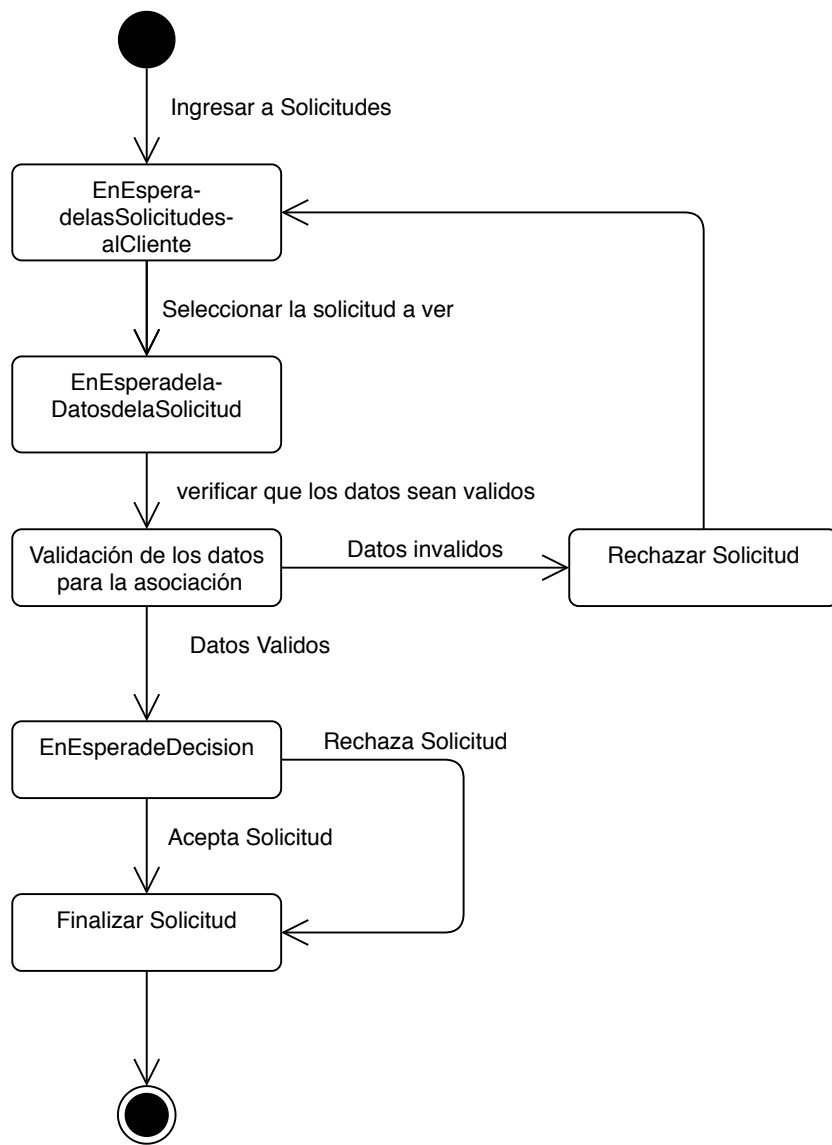 Ingresar a Solicitudes
EnEspera-
delasSolicitudes-
alCliente
Seleccionar la solicitud a ver
EnEsperadela-
DatosdelaSolicitud
verificar que los datos sean validos
Validación de los datos
para la asociación
Datos invalidos
Rechazar Solicitud
Datos Validos
EnEsperadeDecision
Rechaza Solicitud
Acepta Solicitud
Finalizar Solicitud